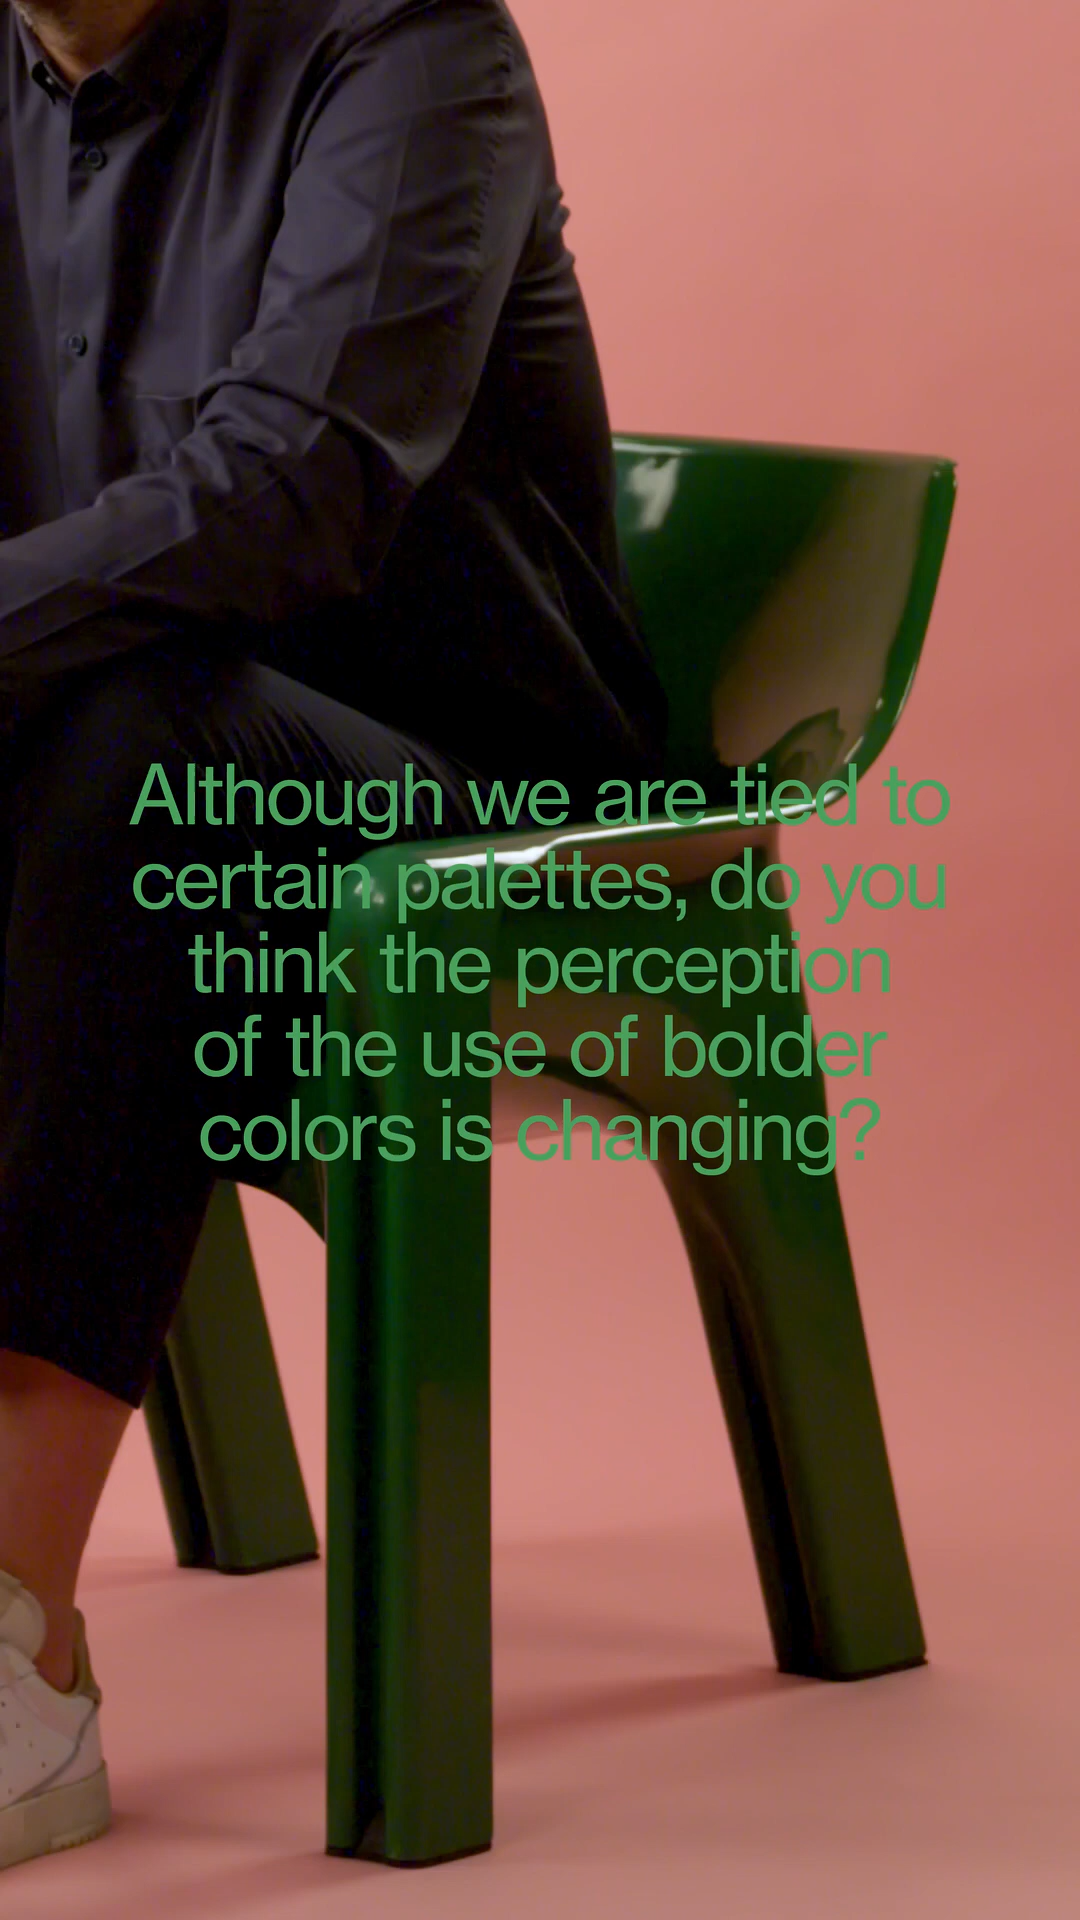 Although we are tied to
certain palettes, do you
think the perception
of the use of bolder
colors is changing?